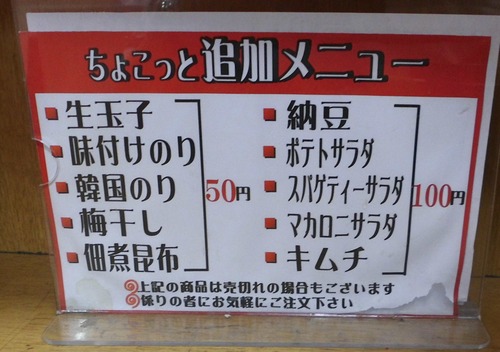 ちょこっと追加メニュー
生玉子
味付けのり
韓国のり
梅干し
佃煮昆布
50円
納豆
ポテトサラダ
スパゲティーサラダ
マカロニサラダ
キムチ
100円
上記の商品は売切れの場合もございます
係りの者にお気軽にご注文下さい